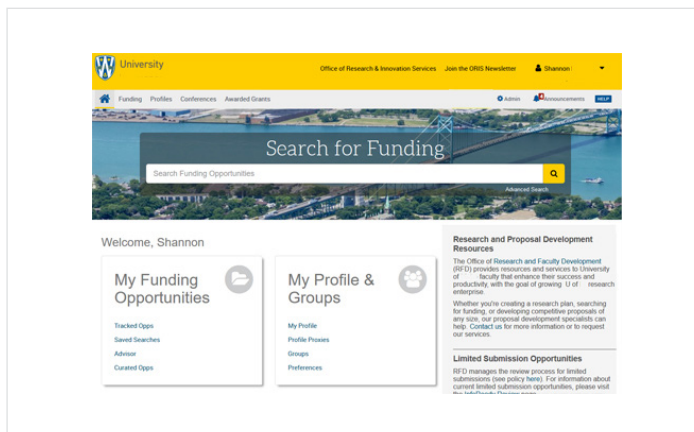 University
Office of Research & Innovation Services Join the ORIS Newsletter Shannon
Funding Profiles Conferences Awarded Grants Admin Announcements HELP
Search for Funding
Search Funding Opportunities
Advanced Search
Welcome, Shannon
My Funding
Opportunities
Tracked Opps
Saved Searches
Advisor
Curated Opps
My Profile &
Groups
My Profile
Profile Proxies
Groups
Preferences
Research and Proposal Development
Resources
The Office of Research and Faculty Development
(RFD) provides resources and services to University
of faculty that enhance their success and
productivity, with the goal of growing U of research
enterprise.
Whether you're creating a research plan, searching
for funding, or developing competitive proposals of
any size, our proposal development specialists can
help. Contact us for more information or to request
our services.
Limited Submission Opportunities
RFD manages the review process for limited
submissions (see policy here). For information about
current limited submission opportunities, please visit
the InfoReady Review page